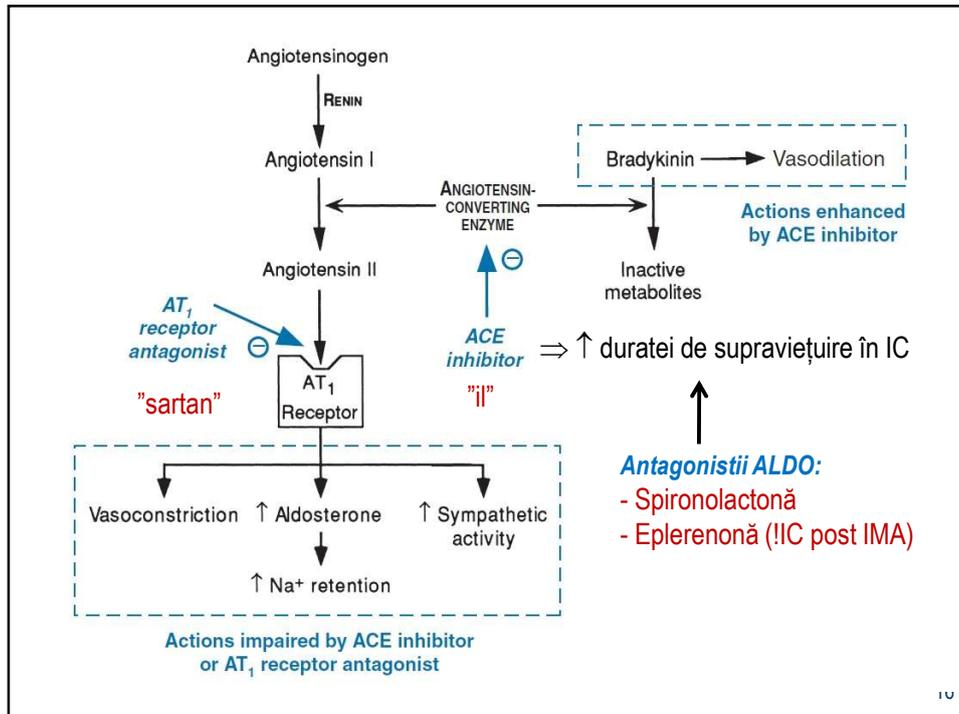 Angiotensinogen
RENIN
Angiotensin I
Bradykinin
Vasodilation
ANGIOTENSIN-
CONVERTING
ENZYME
Actions enhanced
by ACE inhibitor
⊖
Angiotensin II
Inactive
metabolites
AT1
receptor
antagonist
⊖
ACE
inhibitor
⇒ ↑ duratei de supraviețuire în IC
"sartan"
AT1
Receptor
"il"
Antagonistii ALDO:
- Spironolactonă
- Eplerenonă (!IC post IMA)
Vasoconstriction
↑ Aldosterone
↑ Sympathetic
activity
↑ Na+ retention
Actions impaired by ACE inhibitor
or AT1 receptor antagonist